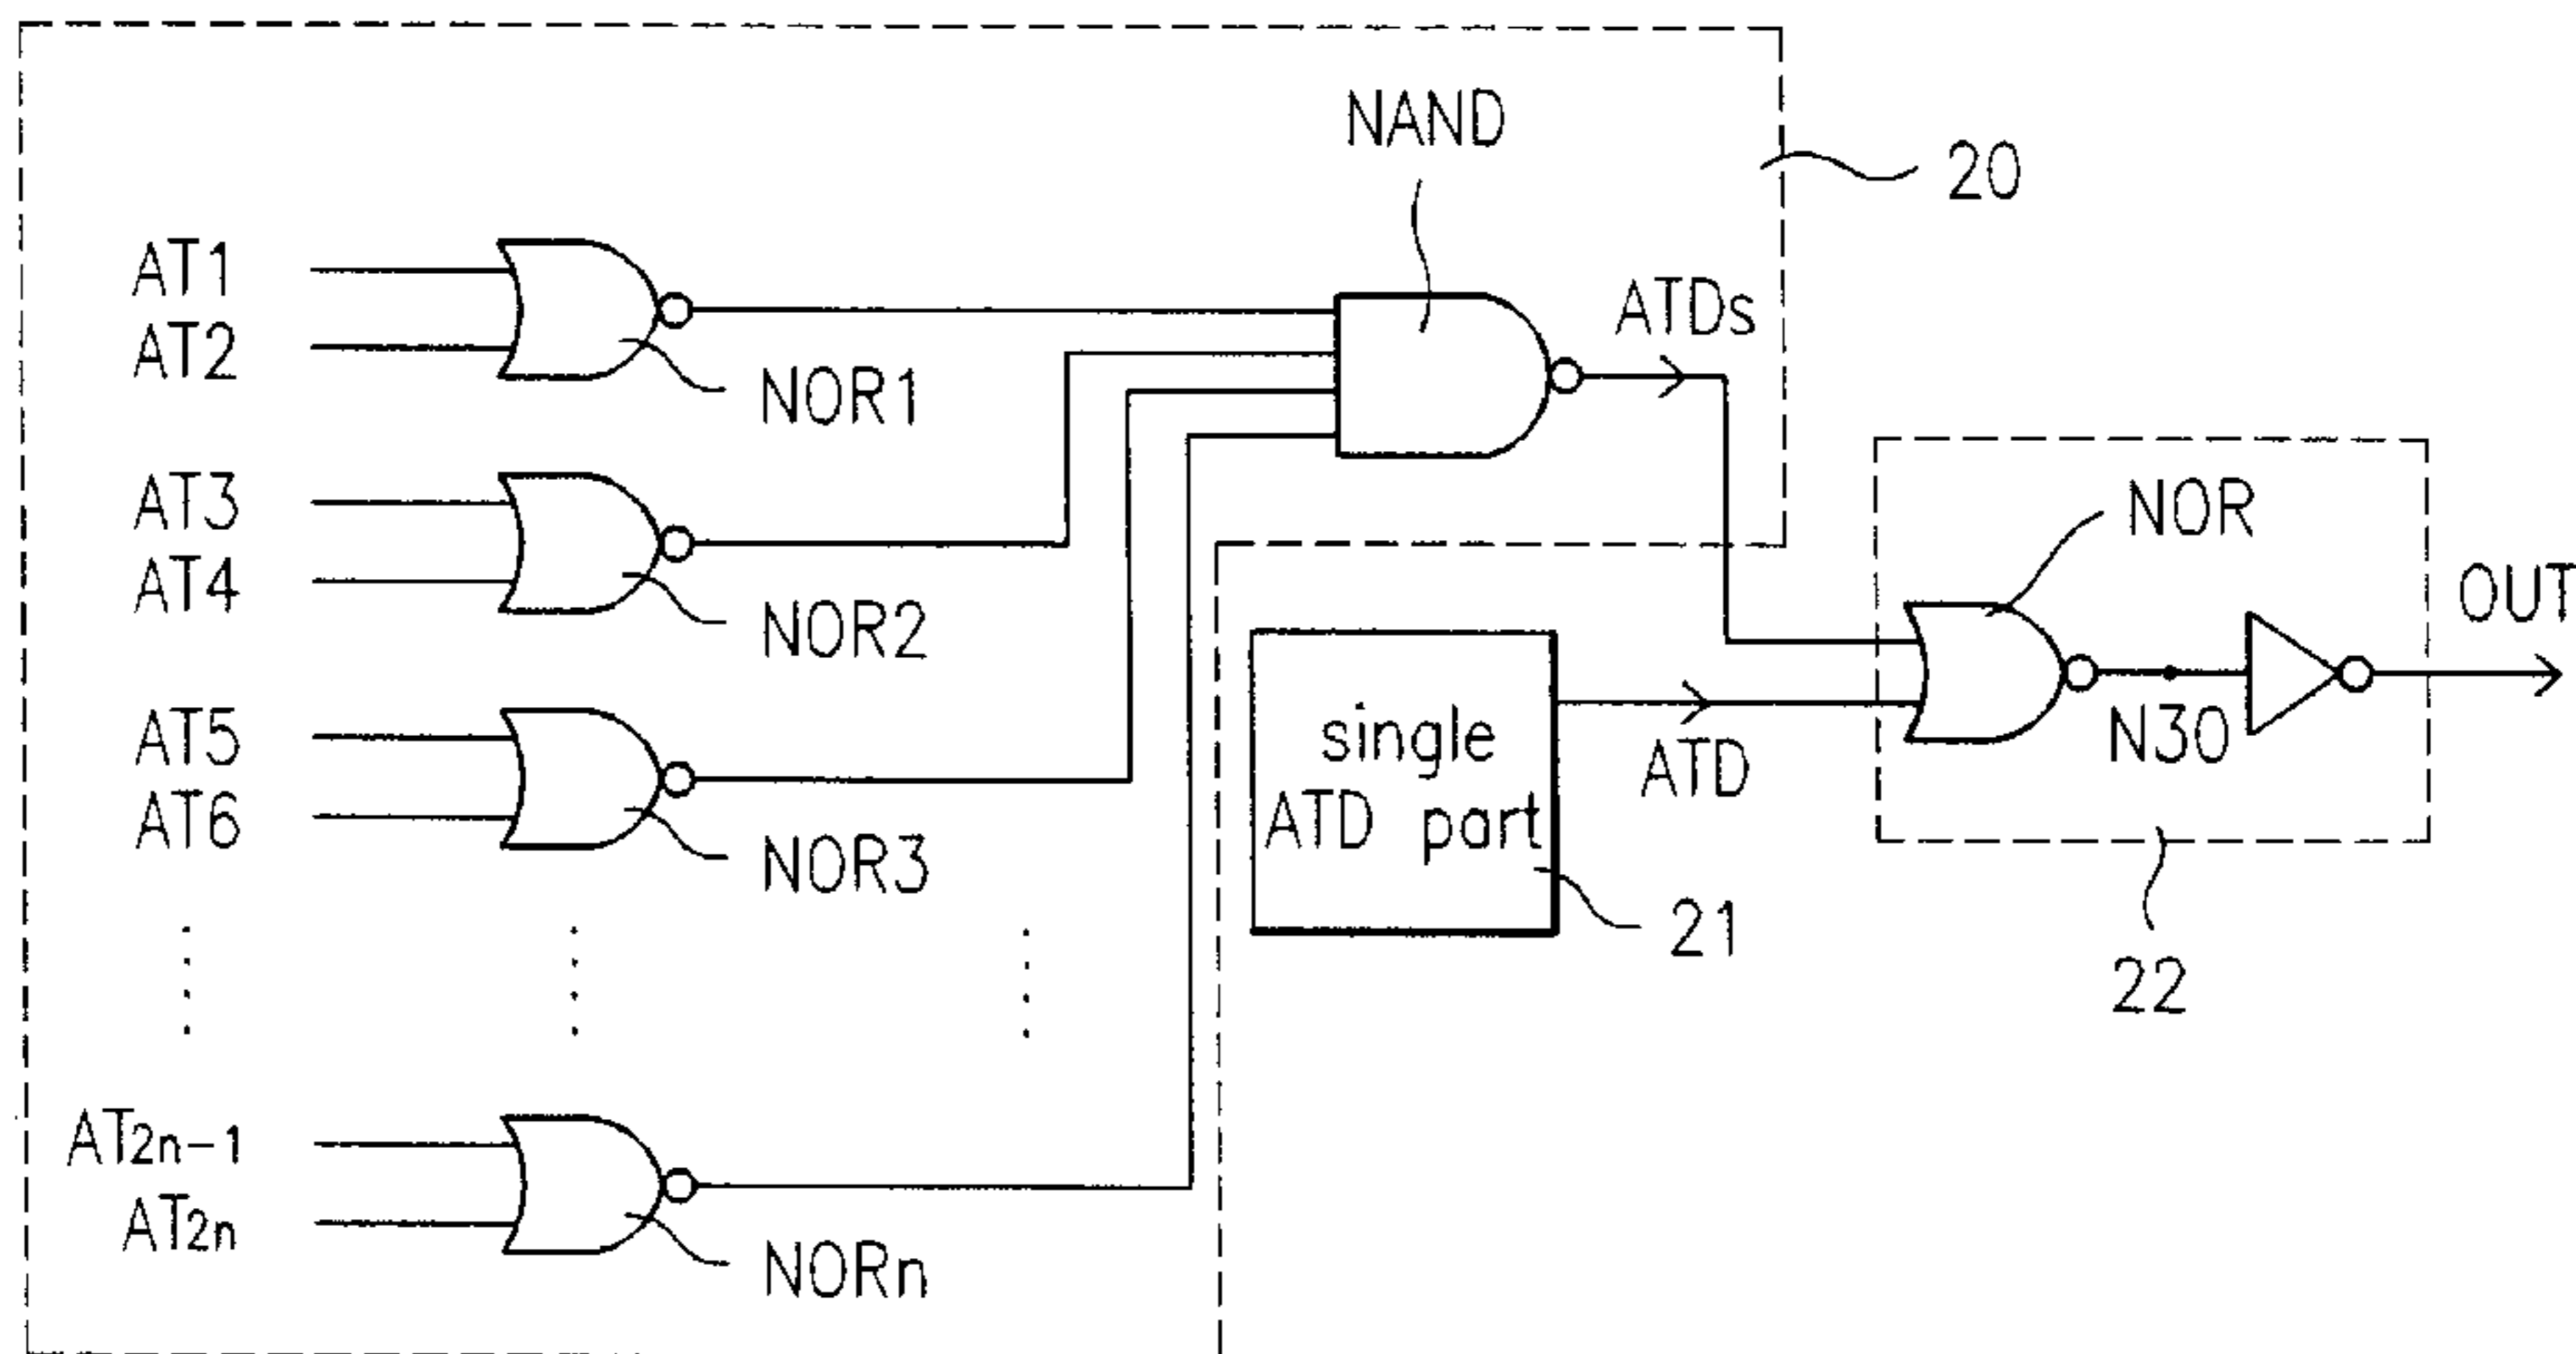 NAND
20
AT1
AT2
NOR1
ATDs
AT3
AT4
NOR2
NOR
OUT
AT5
AT6
NOR3
single
ATD part
ATD
N30
21
22
AT2n-1
AT2n
NORn